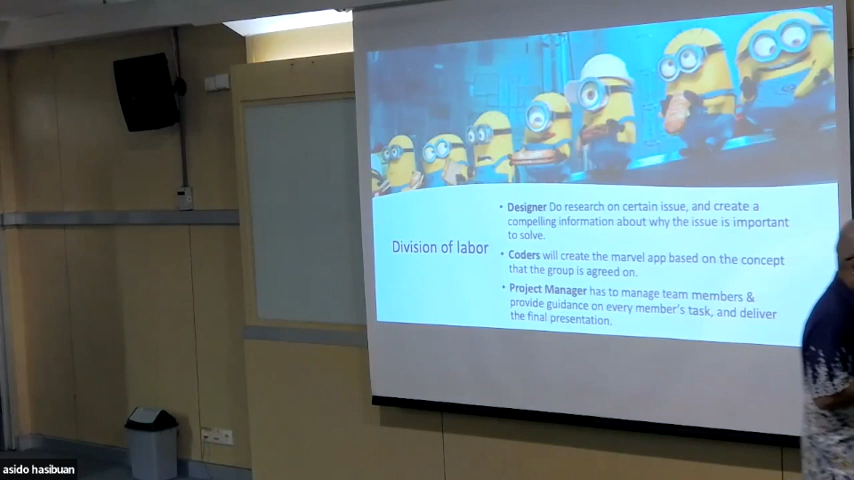 Division of labor
• Designer Do research on certain issue, and create a
compelling information about why the issue is important
to solve.
• Coders will create the marvel app based on the concept
that the group is agreed on.
• Project Manager has to manage team members &
provide guidance on every member's task, and deliver
the final presentation.
asido hasibuan